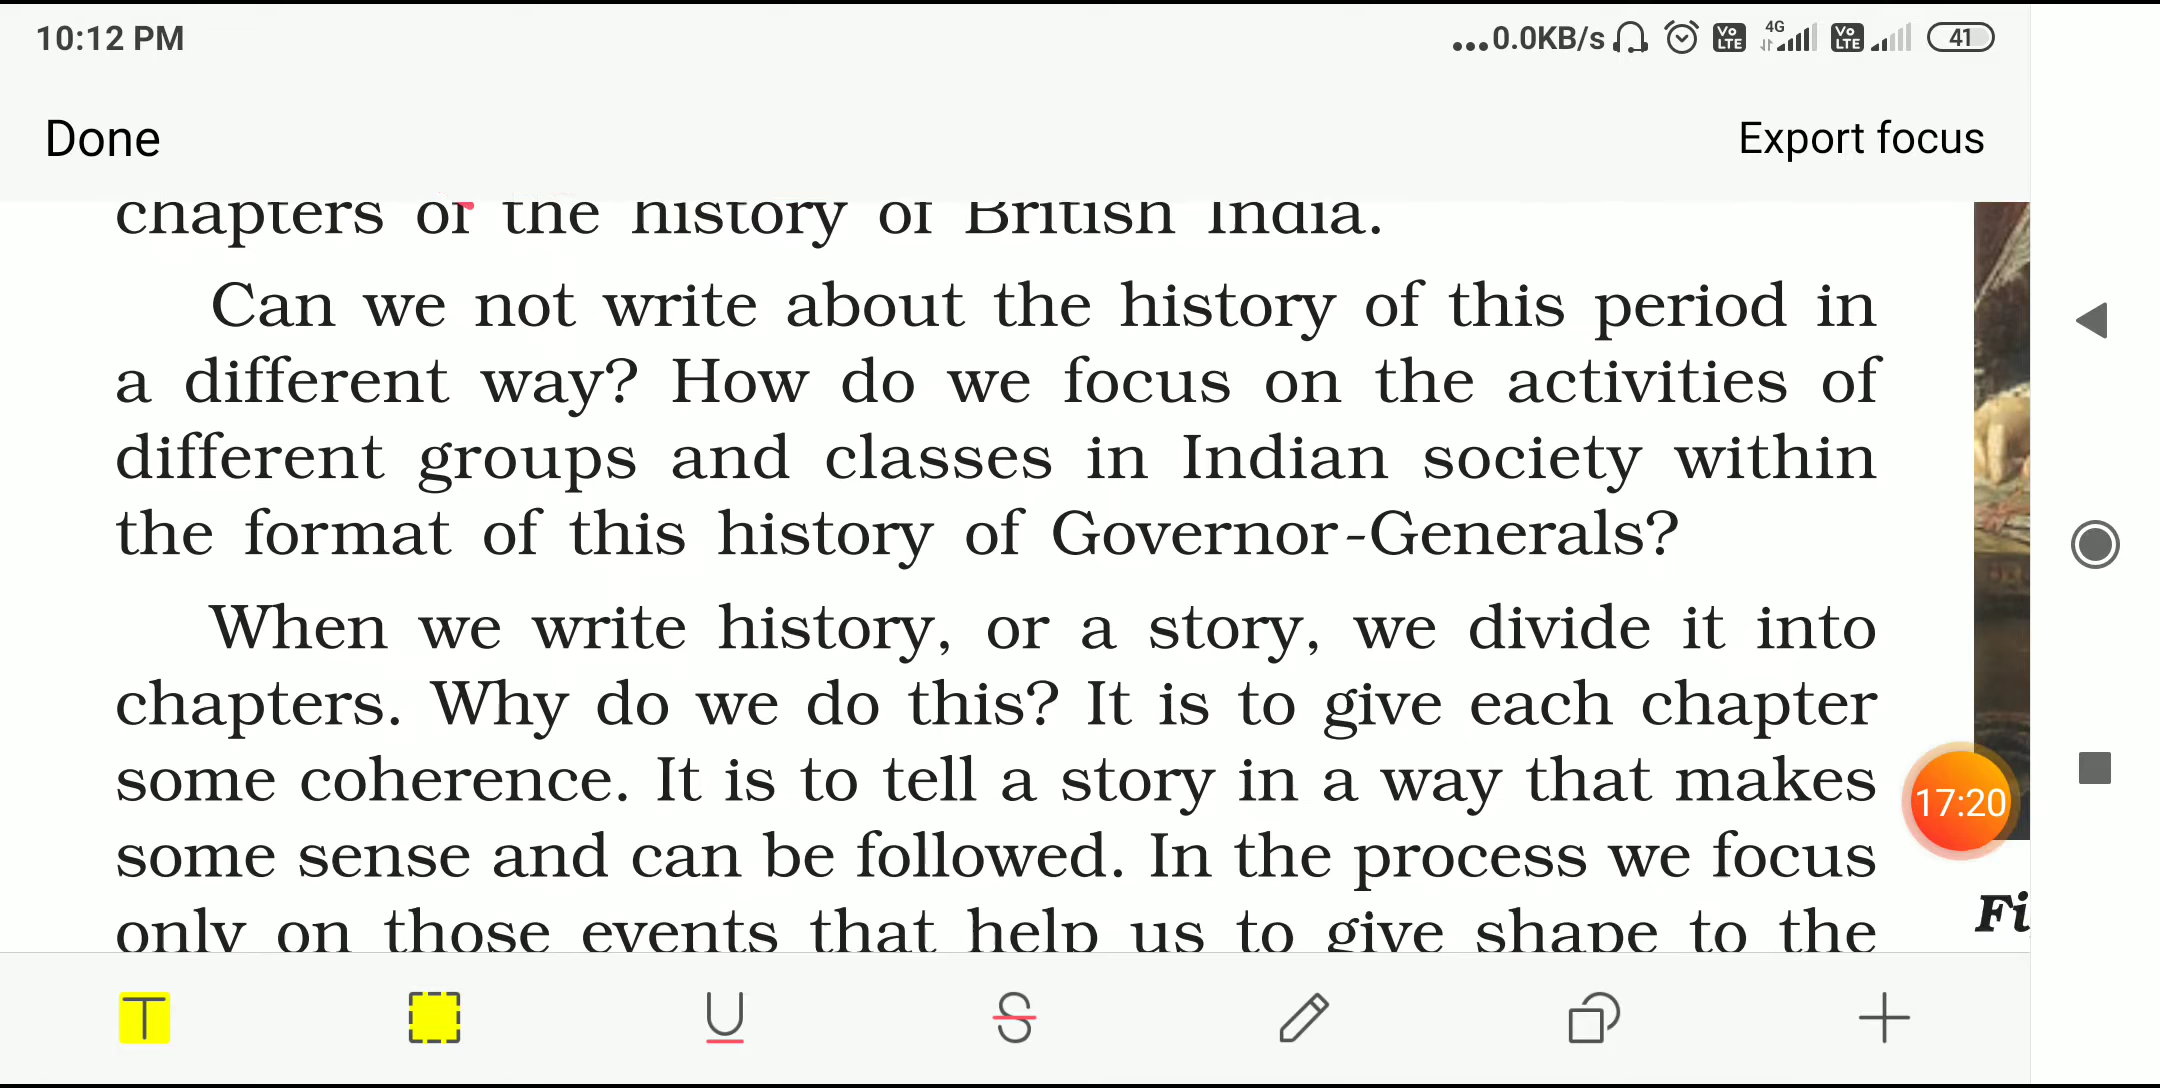 10:12 PM
...0.0KB/s Vo LTE 4G Vo LTE 41
Done
Export focus
chapters of the history of British India.
Can we not write about the history of this period in
a different way? How do we focus on the activities of
different groups and classes in Indian society within
the format of this history of Governor-Generals?
When we write history, or a story, we divide it into
chapters. Why do we do this? It is to give each chapter
some coherence. It is to tell a story in a way that makes
some sense and can be followed. In the process we focus
only on those events that help us to give shape to the
17:20
Fi
T
U
S